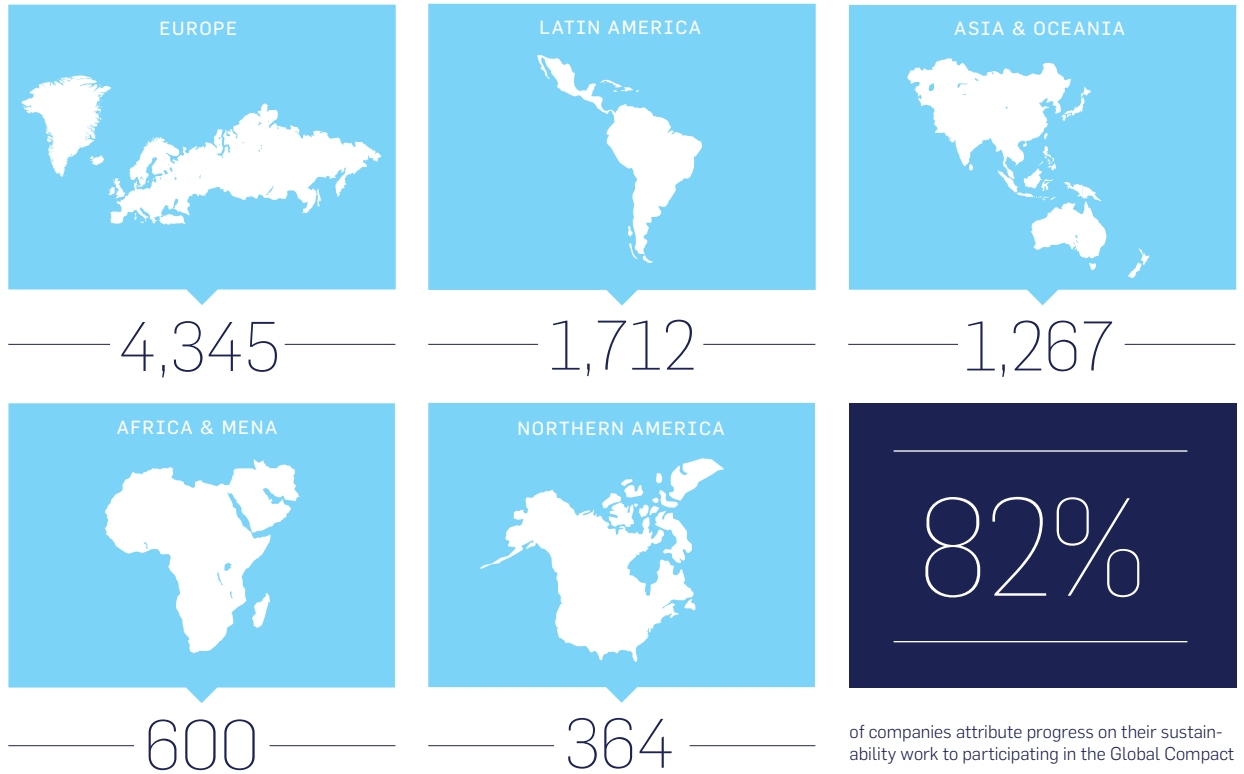 EUROPE
4,345
LATIN AMERICA
1,712
ASIA & OCEANIA
1,267
AFRICA & MENA
600
NORTHERN AMERICA
364
82%
of companies attribute progress on their sustain-
ability work to participating in the Global Compact